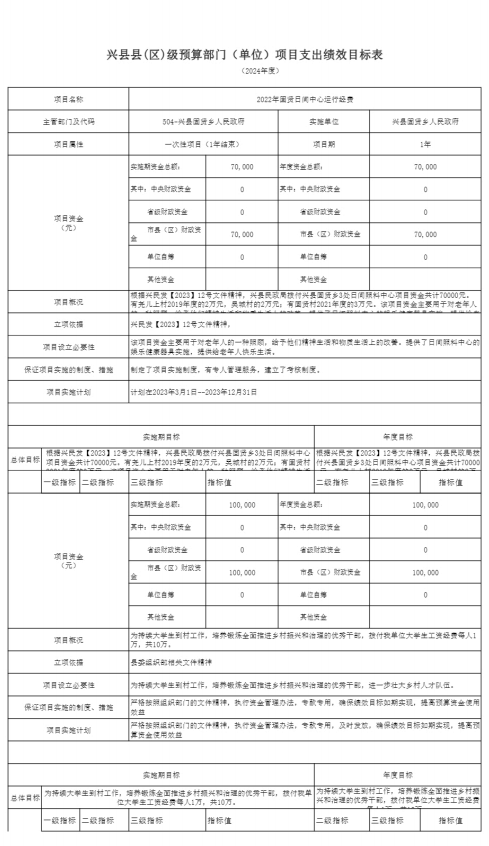 兴县县(区)级预算部门（单位）项目支出绩效目标表
（2024年度）
项目名称 2022年固贤日间中心运行经费
主管部门及代码 504-兴县固贤乡人民政府 实施单位 兴县固贤乡人民政府
项目属性 一次性项目（1年结束） 项目期 1年
项目资金（元） 实施期资金总额： 70,000 年度资金总额： 70,000
其中：中央财政资金 0 其中：中央财政资金 0
省级财政资金 0 省级财政资金 0
市县（区）财政资金 70,000 市县（区）财政资金 70,000
单位自筹 0 单位自筹 0
其他资金 其他资金
项目概况 根据兴民发【2023】12号文件精神，兴县民政局拨付兴县固贤乡3处日间照料中心项目资金共计70000元。
有尧儿上村2019年度的2万元，吴城村的2万元；有固贤村2021年度的3万元。该项目资金主要用于对老年人
立项依据 兴民发【2023】12号文件精神，
项目设立必要性 该项目资金主要用于对老年人的一种照顾，给予他们精神生活和物质生活上的改善。提供了日间照料中心的
娱乐健康器具实施，提供给老年人快乐生活。
保证项目实施的制度、措施 制定了项目实施制度，有专人管理服务，建立了考核制度。
项目实施计划 计划在2023年3月1日--2023年12月31日
实施期目标 年度目标
总体目标 根据兴民发【2023】12号文件精神，兴县民政局拨付兴县固贤乡3处日间照料中心
项目资金共计70000元。有尧儿上村2019年度的2万元，吴城村的2万元；有固贤村
根据兴民发【2023】12号文件精神，兴县民政局拨
付兴县固贤乡3处日间照料中心项目资金共计70000
一级指标 二级指标 三级指标 指标值 二级指标 三级指标 指标值
项目资金（元） 实施期资金总额： 100,000 年度资金总额： 100,000
其中：中央财政资金 0 其中：中央财政资金 0
省级财政资金 0 省级财政资金 0
市县（区）财政资金 100,000 市县（区）财政资金 100,000
单位自筹 0 单位自筹 0
其他资金 其他资金
项目概况 为持续大学生到村工作，培养锻炼全面推进乡村振兴和治理的优秀干部，拨付我单位大学生工资经费每人1
万，共10万。
立项依据 县委组织部相关文件精神
项目设立必要性 为持续大学生到村工作，培养锻炼全面推进乡村振兴和治理的优秀干部，进一步壮大乡村人才队伍。
保证项目实施的制度、措施 严格按照组织部门的文件精神，执行资金管理办法，专款专用，确保绩效目标如期实现，提高预算资金使用
效益
项目实施计划 严格按照组织部门的文件精神，执行资金管理办法，专款专用，及时发放，确保绩效目标如期实现，提高预
算资金使用效益
实施期目标 年度目标
总体目标 为持续大学生到村工作，培养锻炼全面推进乡村振兴和治理的优秀干部，拨付我单
位大学生工资经费每人1万，共10万。
为持续大学生到村工作，培养锻炼全面推进乡村振
兴和治理的优秀干部，拨付我单位大学生工资经费
一级指标 二级指标 三级指标 指标值 二级指标 三级指标 指标值